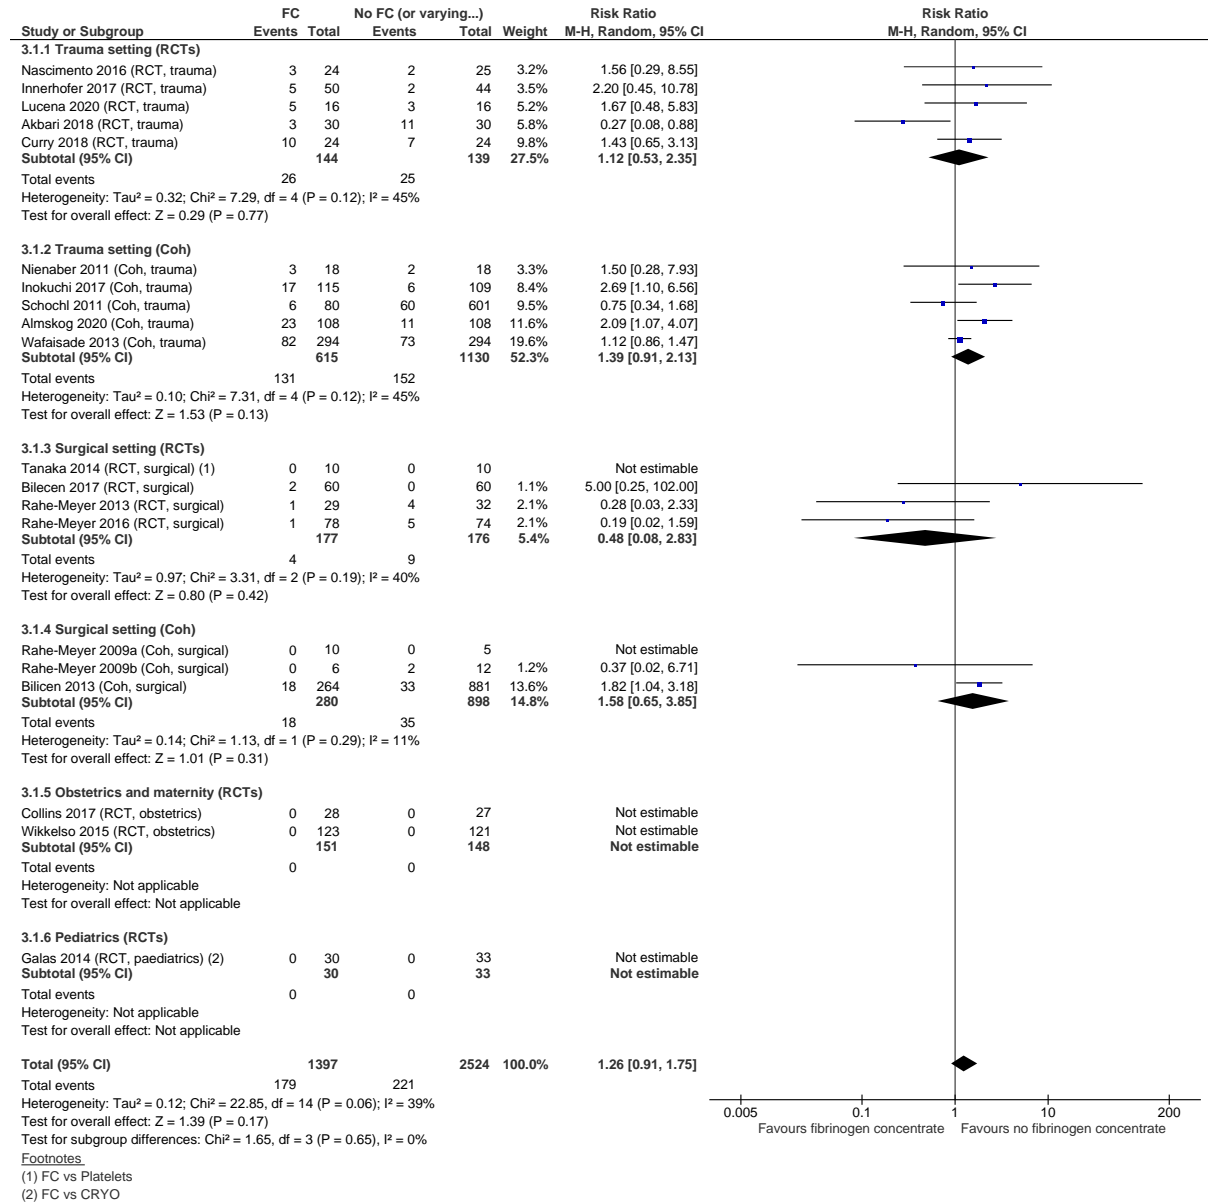 FC No FC (or varying...) Risk Ratio Risk Ratio
Study or Subgroup Events Total Events Total Weight M-H, Random, 95% CI M-H, Random, 95% CI
3.1.1 Trauma setting (RCTs)
Nascimento 2016 (RCT, trauma) 3 24 2 25 3.2% 1.56 [0.29, 8.55]
Innerhofer 2017 (RCT, trauma) 5 50 2 44 3.5% 2.20 [0.45, 10.78]
Lucena 2020 (RCT, trauma) 5 16 3 16 5.2% 1.67 [0.48, 5.83]
Akbari 2018 (RCT, trauma) 3 30 11 30 5.8% 0.27 [0.08, 0.88]
Curry 2018 (RCT, trauma) 10 24 7 24 9.8% 1.43 [0.65, 3.13]
Subtotal (95% CI) 144 139 27.5% 1.12 [0.53, 2.35]
Total events 26 25
Heterogeneity: Tau² = 0.32; Chi² = 7.29, df = 4 (P = 0.12); I² = 45%
Test for overall effect: Z = 0.29 (P = 0.77)
3.1.2 Trauma setting (Coh)
Nienaber 2011 (Coh, trauma) 3 18 2 18 3.3% 1.50 [0.28, 7.93]
Inokuchi 2017 (Coh, trauma) 17 115 6 109 8.4% 2.69 [1.10, 6.56]
Schochl 2011 (Coh, trauma) 6 80 60 601 9.5% 0.75 [0.34, 1.68]
Almskog 2020 (Coh, trauma) 23 108 11 108 11.6% 2.09 [1.07, 4.07]
Wafaisade 2013 (Coh, trauma) 82 294 73 294 19.6% 1.12 [0.86, 1.47]
Subtotal (95% CI) 615 1130 52.3% 1.39 [0.91, 2.13]
Total events 131 152
Heterogeneity: Tau² = 0.10; Chi² = 7.31, df = 4 (P = 0.12); I² = 45%
Test for overall effect: Z = 1.53 (P = 0.13)
3.1.3 Surgical setting (RCTs)
Tanaka 2014 (RCT, surgical) (1) 0 10 0 10 Not estimable
Bilecen 2017 (RCT, surgical) 2 60 0 60 1.1% 5.00 [0.25, 102.00]
Rahe-Meyer 2013 (RCT, surgical) 1 29 4 32 2.1% 0.28 [0.03, 2.33]
Rahe-Meyer 2016 (RCT, surgical) 1 78 5 74 2.1% 0.19 [0.02, 1.59]
Subtotal (95% CI) 177 176 5.4% 0.48 [0.08, 2.83]
Total events 4 9
Heterogeneity: Tau² = 0.97; Chi² = 3.31, df = 2 (P = 0.19); I² = 40%
Test for overall effect: Z = 0.80 (P = 0.42)
3.1.4 Surgical setting (Coh)
Rahe-Meyer 2009a (Coh, surgical) 0 10 0 5 Not estimable
Rahe-Meyer 2009b (Coh, surgical) 0 6 2 12 1.2% 0.37 [0.02, 6.71]
Bilicen 2013 (Coh, surgical) 18 264 33 881 13.6% 1.82 [1.04, 3.18]
Subtotal (95% CI) 280 898 14.8% 1.58 [0.65, 3.85]
Total events 18 35
Heterogeneity: Tau² = 0.14; Chi² = 1.13, df = 1 (P = 0.29); I² = 11%
Test for overall effect: Z = 1.01 (P = 0.31)
3.1.5 Obstetrics and maternity (RCTs)
Collins 2017 (RCT, obstetrics) 0 28 0 27 Not estimable
Wikkelso 2015 (RCT, obstetrics) 0 123 0 121 Not estimable
Subtotal (95% CI) 151 148 Not estimable
Total events 0 0
Heterogeneity: Not applicable
Test for overall effect: Not applicable
3.1.6 Pediatrics (RCTs)
Galas 2014 (RCT, paediatrics) (2) 0 30 0 33 Not estimable
Subtotal (95% CI) 30 33 Not estimable
Total events 0 0
Heterogeneity: Not applicable
Test for overall effect: Not applicable
Total (95% CI) 1397 2524 100.0% 1.26 [0.91, 1.75]
Total events 179 221
Heterogeneity: Tau² = 0.12; Chi² = 22.85, df = 14 (P = 0.06); I² = 39%
Test for overall effect: Z = 1.39 (P = 0.17)
Test for subgroup differences: Chi² = 1.65, df = 3 (P = 0.65), I² = 0%
0.005 0.1 1 10 200
Favours fibrinogen concentrate Favours no fibrinogen concentrate
Footnotes
(1) FC vs Platelets
(2) FC vs CRYO